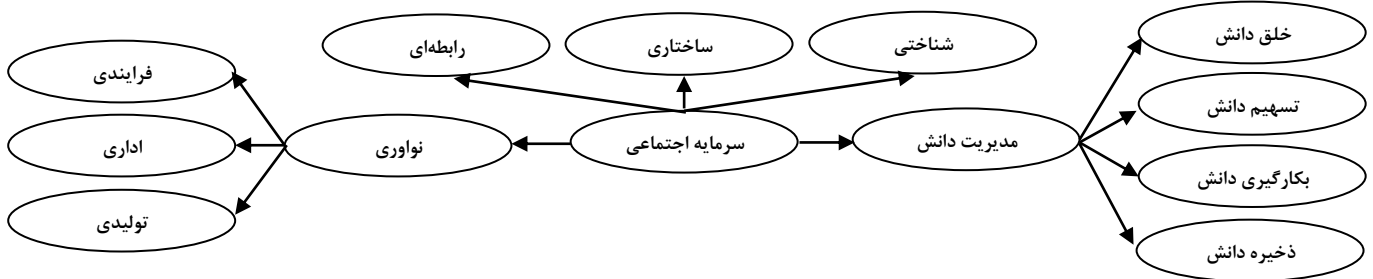 خلق دانش
شناختی
ساختاری
رابطه‌ای
فرایندی
تسهیم دانش
مدیریت دانش
سرمایه اجتماعی
نواوری
اداری
بکارگیری دانش
تولیدی
ذخیره دانش